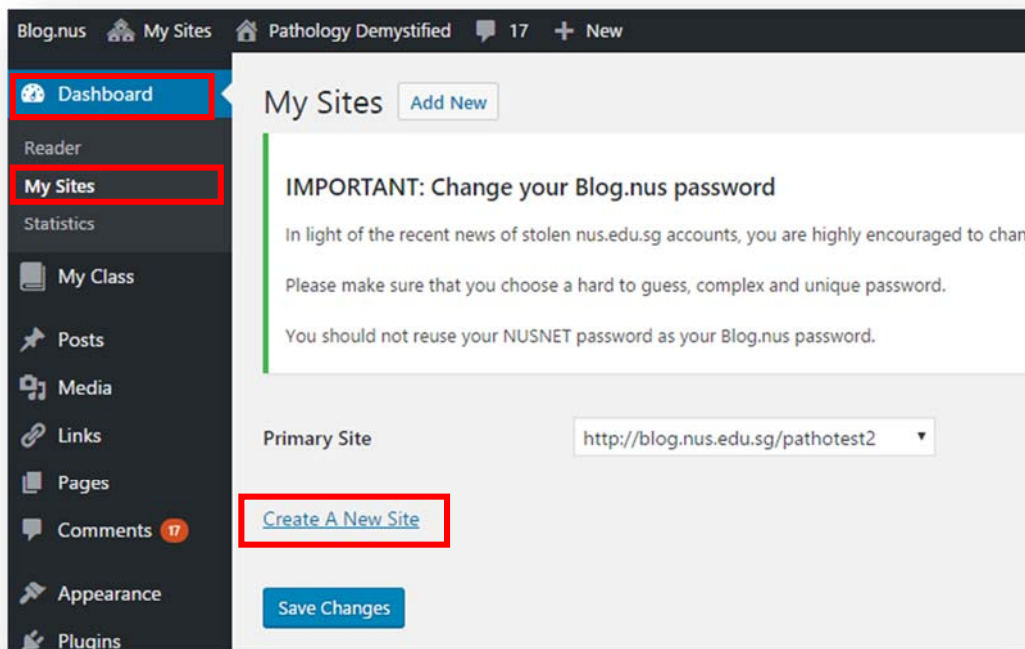 Blog.nus My Sites Pathology Demystified 17 + New
Dashboard
Reader
My Sites
Statistics
My Class
Posts
Media
Links
Pages
Comments 17
Appearance
Plugins
My Sites Add New
IMPORTANT: Change your Blog.nus password
In light of the recent news of stolen nus.edu.sg accounts, you are highly encouraged to
Please make sure that you choose a hard to guess, complex and unique password.
You should not reuse your NUSNET password as your Blog.nus password.
Primary Site http://blog.nus.edu.sg/pathotest2
Create A New Site
Save Changes